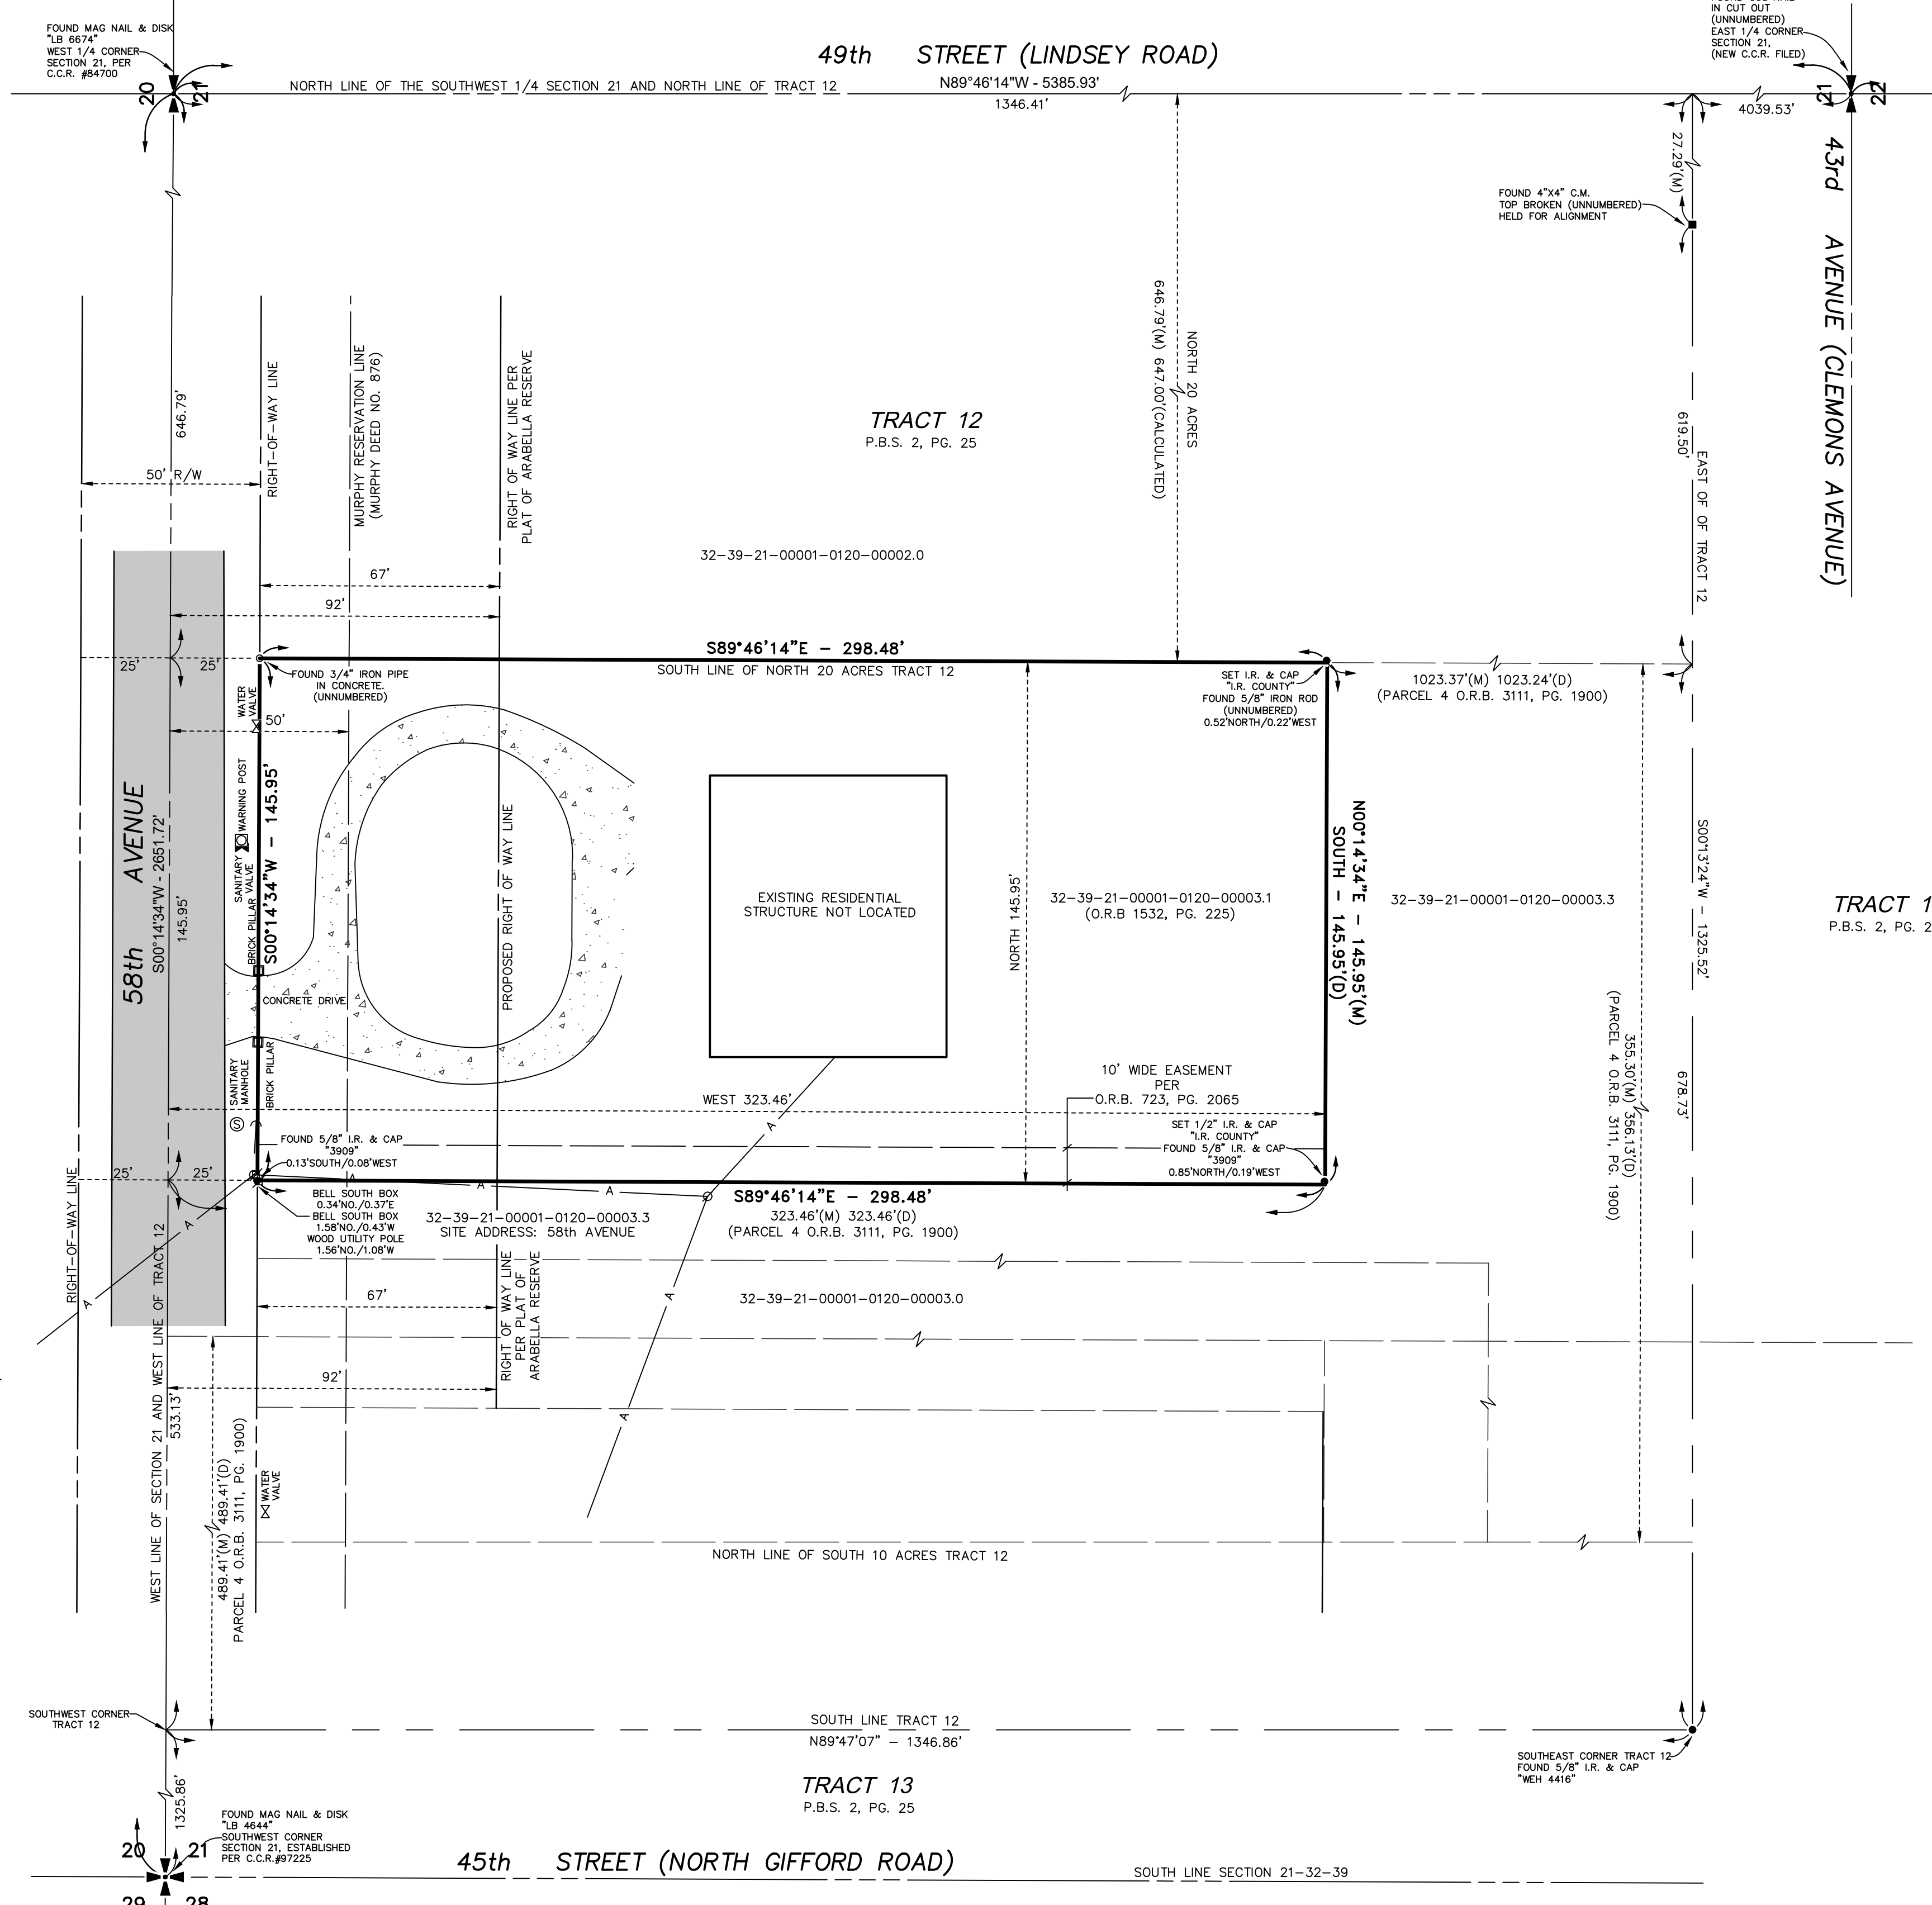 FOUND MAG NAIL & DISK
"LB 6674"
WEST 1/4 CORNER
SECTION 21, PER
C.C.R. #84700
20
21
49th STREET (LINDSEY ROAD)
NORTH LINE OF THE SOUTHWEST 1/4 SECTION 21 AND NORTH LINE OF TRACT 12
N89°46'14"W - 5385.93'
1346.41'
IN CUT OUT
(UNNUMBERED)
EAST 1/4 CORNER
SECTION 21,
(NEW C.C.R. FILED)
21
22
4039.53'
27.29'(M)
FOUND 4"X4" C.M.
TOP BROKEN (UNNUMBERED)
HELD FOR ALIGNMENT
43rd AVENUE (CLEMONS AVENUE)
646.79'
50' R/W
RIGHT-OF-WAY LINE
MURPHY RESERVATION LINE
(MURPHY DEED NO. 876)
RIGHT OF WAY LINE PER
PLAT OF ARABELLA RESERVE
TRACT 12
P.B.S. 2, PG. 25
646.79'(M) 647.00'(CALCULATED)
NORTH 20 ACRES
619.50'
EAST OF OF TRACT 12
32-39-21-00001-0120-00002.0
67'
92'
S89°46'14"E - 298.48'
SOUTH LINE OF NORTH 20 ACRES TRACT 12
25'
25'
FOUND 3/4" IRON PIPE
IN CONCRETE.
(UNNUMBERED)
WATER
VALVE
50'
SET I.R. & CAP
"I.R. COUNTY"
FOUND 5/8" IRON ROD
(UNNUMBERED)
0.52'NORTH/0.22'WEST
1023.37'(M) 1023.24'(D)
(PARCEL 4 O.R.B. 3111, PG. 1900)
58th AVENUE
S00°14'34"W - 2651.72'
145.95'
WARNING POST
SANITARY
VALVE
BRICK PILLAR
S00°14'34"W - 145.95'
PROPOSED RIGHT OF WAY LINE
EXISTING RESIDENTIAL
STRUCTURE NOT LOCATED
NORTH 145.95'
32-39-21-00001-0120-00003.1
(O.R.B 1532, PG. 225)
N00°14'34"E - 145.95'(M)
SOUTH - 145.95'(D)
32-39-21-00001-0120-00003.3
S00°13'24"W - 1325.52'
TRACT 1
P.B.S. 2, PG. 2
CONCRETE DRIVE
SANITARY
MANHOLE
BRICK PILLAR
S
WEST 323.46'
10' WIDE EASEMENT
PER
O.R.B. 723, PG. 2065
355.30'(M) 356.13'(D)
(PARCEL 4 O.R.B. 3111, PG. 1900)
678.73'
FOUND 5/8" I.R. & CAP
"3909"
0.13'SOUTH/0.08'WEST
SET 1/2" I.R. & CAP
"I.R. COUNTY"
FOUND 5/8" I.R. & CAP
"3909"
0.85'NORTH/0.19'WEST
25'
25'
A
A
A
A
A
A
A
A
BELL SOUTH BOX
0.34'NO./0.37'E
BELL SOUTH BOX
1.58'NO./0.43'W
WOOD UTILITY POLE
1.56'NO./1.08'W
32-39-21-00001-0120-00003.3
SITE ADDRESS: 58th AVENUE
S89°46'14"E - 298.48'
323.46'(M) 323.46'(D)
(PARCEL 4 O.R.B. 3111, PG. 1900)
RIGHT-OF-WAY LINE
RIGHT OF WAY LINE
PER PLAT OF
ARABELLA RESERVE
67'
32-39-21-00001-0120-00003.0
92'
WEST LINE OF SECTION 21 AND WEST LINE OF TRACT 12
533.13'
489.41'(M) 489.41'(D)
PARCEL 4 O.R.B. 3111, PG. 1900)
WATER
VALVE
NORTH LINE OF SOUTH 10 ACRES TRACT 12
SOUTHWEST CORNER
TRACT 12
SOUTH LINE TRACT 12
N89°47'07" - 1346.86'
SOUTHEAST CORNER TRACT 12
FOUND 5/8" I.R. & CAP
"WEH 4416"
1325.86'
TRACT 13
P.B.S. 2, PG. 25
FOUND MAG NAIL & DISK
"LB 4644"
SOUTHWEST CORNER
SECTION 21, ESTABLISHED
PER C.C.R.#97225
20
21
45th STREET (NORTH GIFFORD ROAD)
SOUTH LINE SECTION 21-32-39
29
28